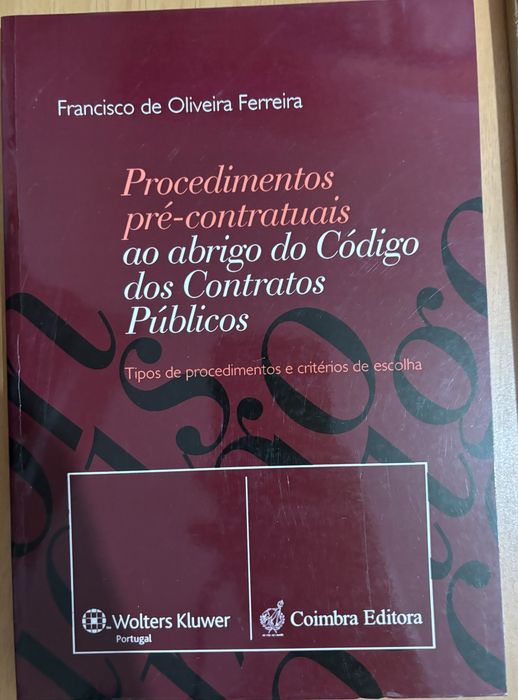 Francisco de Oliveira Ferreira
Procedimentos
pré-contratuais
ao abrigo do Código
dos Contratos
Públicos
Tipos de procedimentos e critérios de escolha
Wolters Kluwer
Portugal
Coimbra Editora